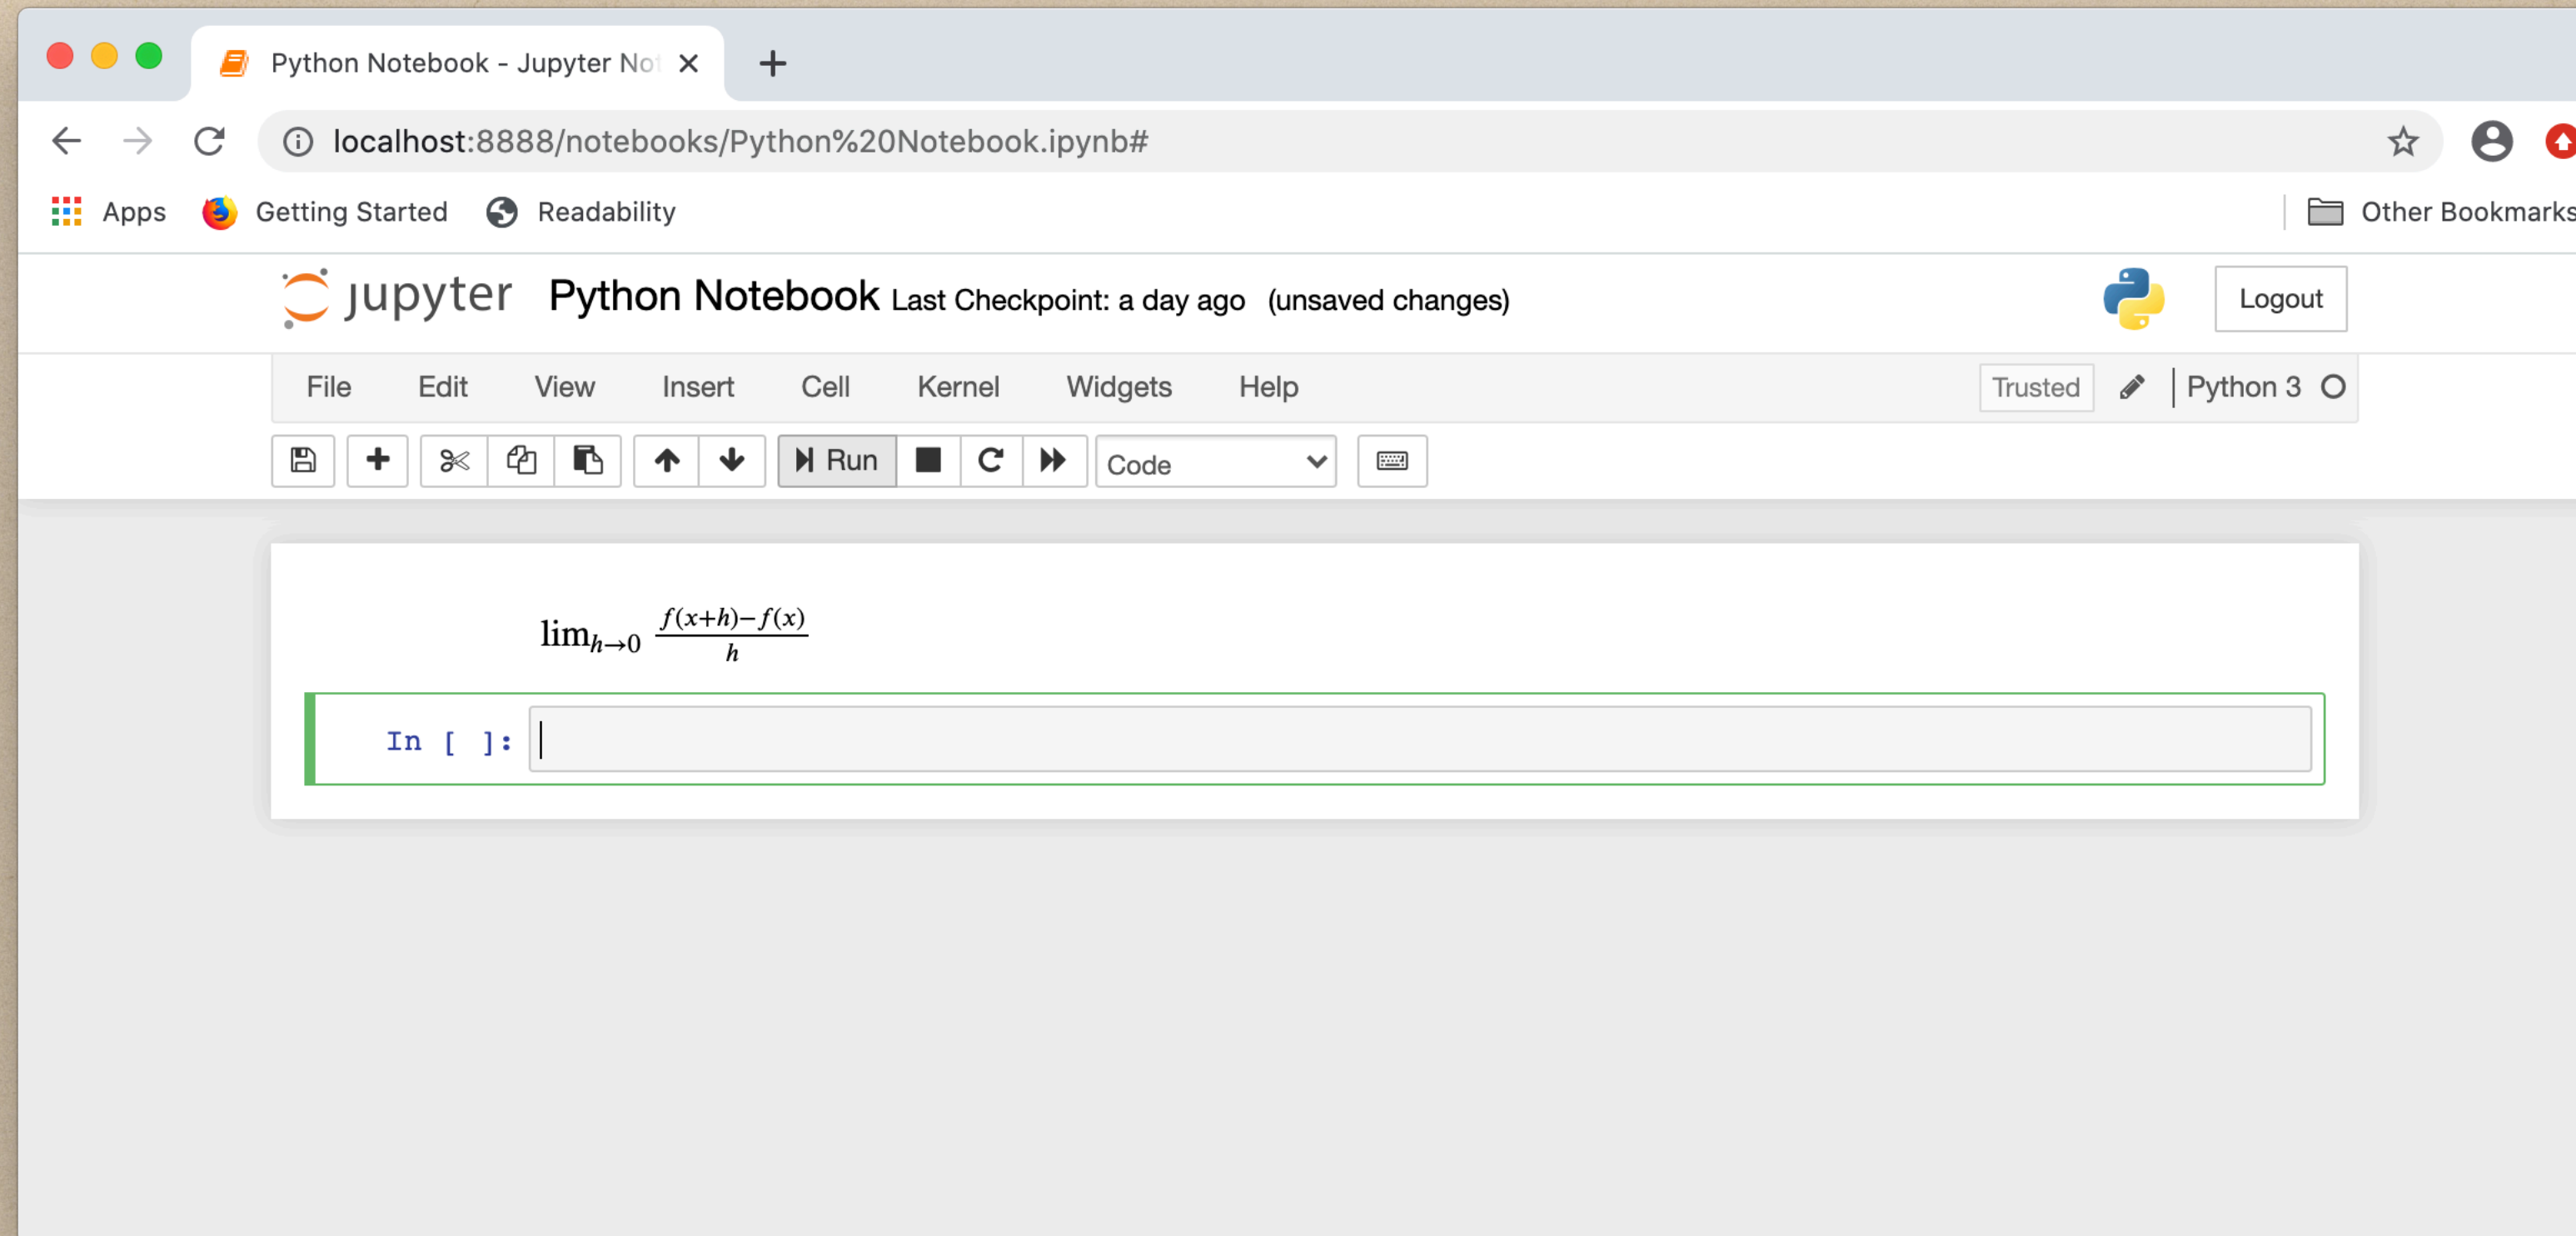 Python Notebook - Jupyter Not
localhost:8888/notebooks/Python%20Notebook.ipynb#
Apps Getting Started Readability Other Bookmarks
jupyter Python Notebook Last Checkpoint: a day ago (unsaved changes) Logout
File Edit View Insert Cell Kernel Widgets Help Trusted Python 3
Run Code
lim_{h→0} \frac{f(x+h)−f(x)}{h}
In [ ]: